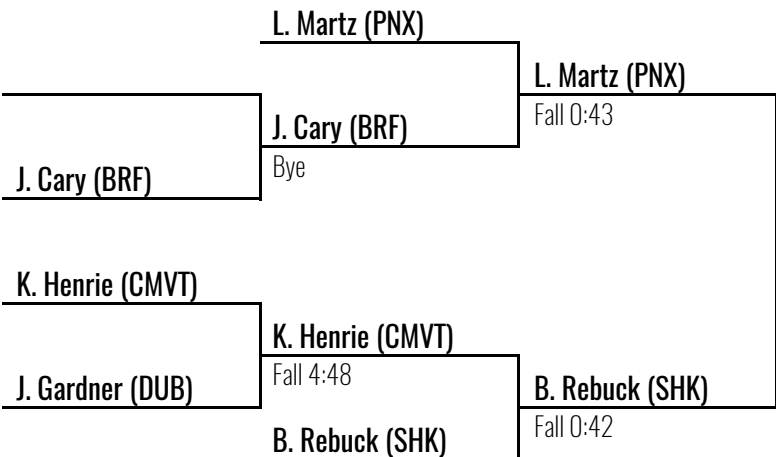 L. Martz (PNX)
L. Martz (PNX)
Fall 0:43
J. Cary (BRF)
Bye
J. Cary (BRF)
K. Henrie (CMVT)
K. Henrie (CMVT)
Fall 4:48
J. Gardner (DUB)
B. Rebuck (SHK)
Fall 0:42
B. Rebuck (SHK)